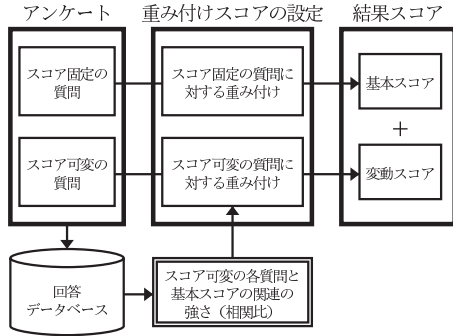 アンケート
重み付けスコアの設定
結果スコア
スコア固定の
質問
スコア固定の質問に
対する重み付け
基本スコア
+
スコア可変の
質問
スコア可変の質問に
対する重み付け
変動スコア
回答
データベース
スコア可変の各質問と
基本スコアの関連の
強さ(相関比)